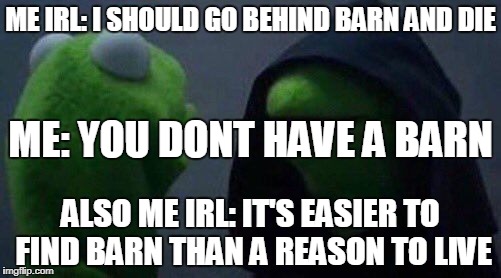 ME IRL: I SHOULD GO BEHIND BARN AND DIE
ME: YOU DONT HAVE A BARN
ALSO ME IRL: IT'S EASIER TO
FIND BARN THAN A REASON TO LIVE
imgflip.com